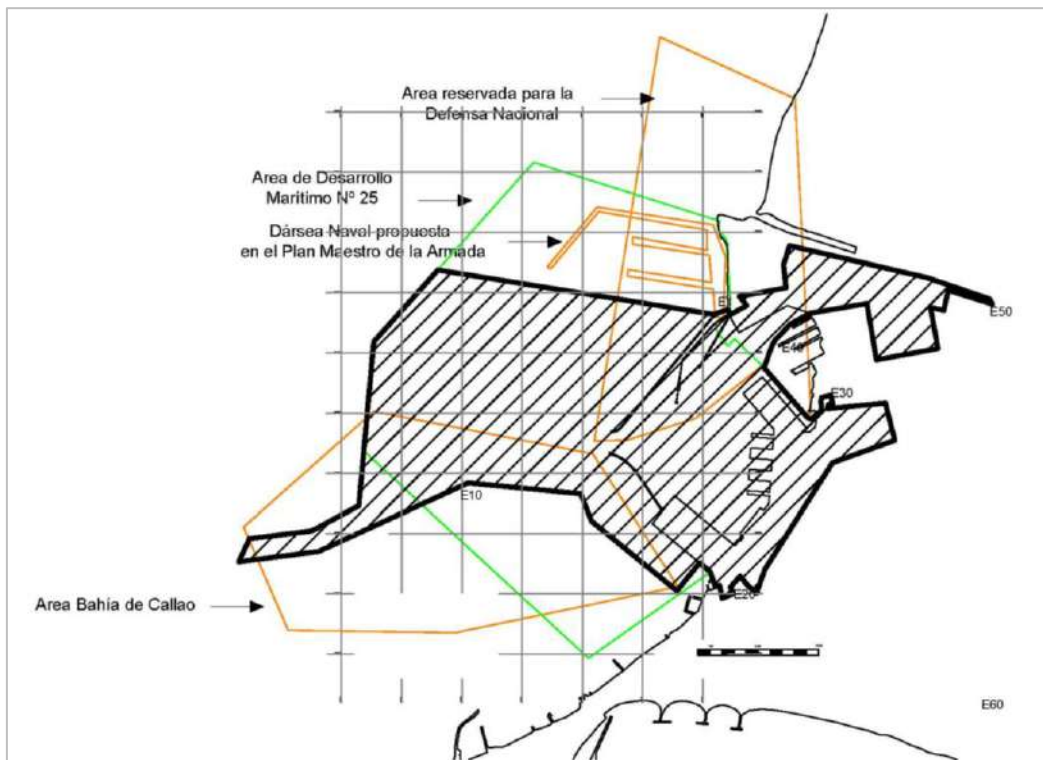 Area reservada para la
Defensa Nacional
Area de Desarrollo
Maritimo Nº 25
Dársea Naval propuesta
en el Plan Maestro de la Armada
E50
E40
E30
E10
E20
Area Bahía de Callao
E60